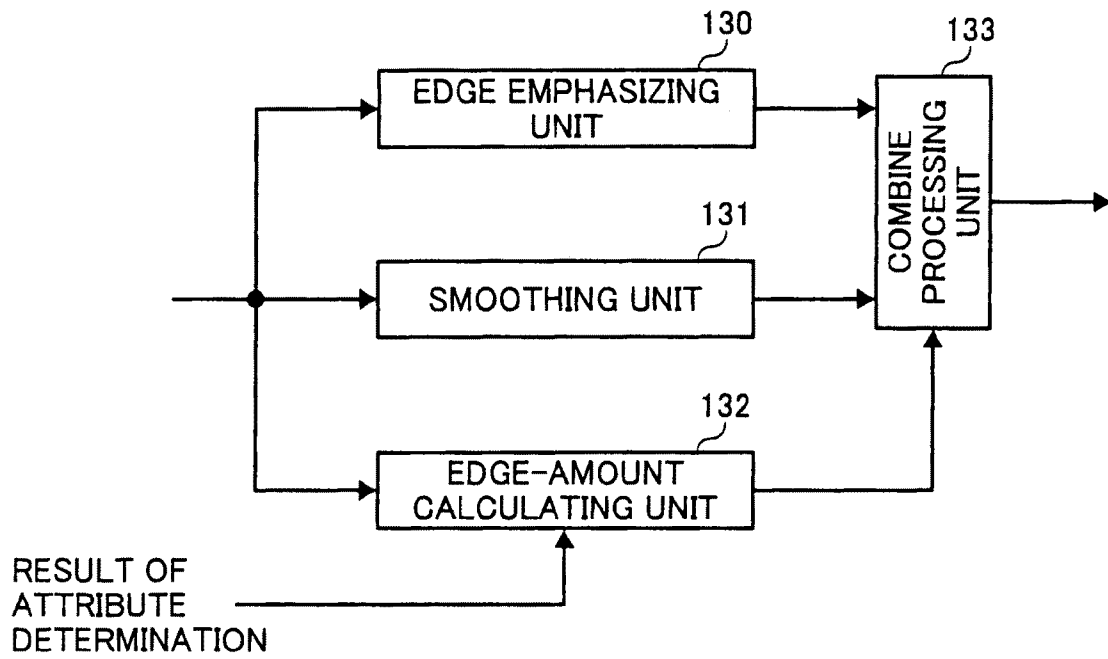 130
EDGE EMPHASIZING
UNIT
133
COMBINE
PROCESSING
UNIT
131
SMOOTHING UNIT
132
EDGE-AMOUNT
CALCULATING UNIT
RESULT OF
ATTRIBUTE
DETERMINATION